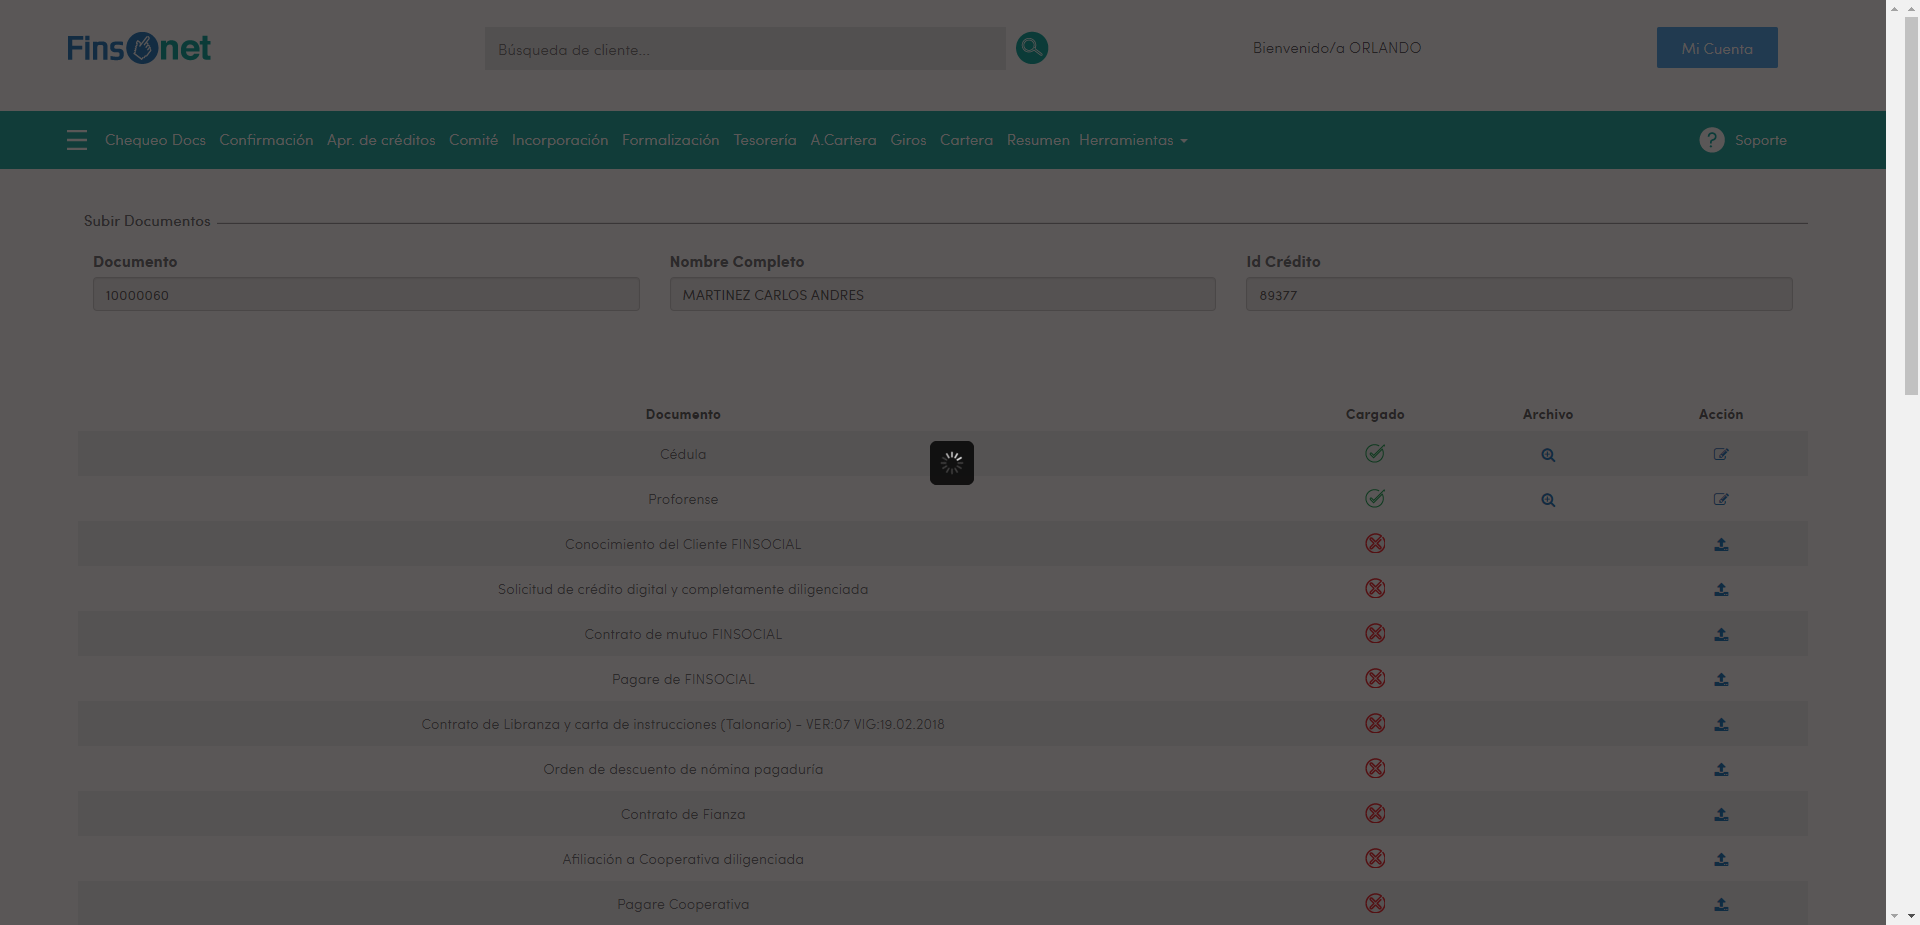 Finsonet
Búsqueda de cliente...
Bienvenido/a ORLANDO
Mi Cuenta
Chequeo Docs Confirmación Apr. de créditos Comité Incorporación Formalización Tesorería A.Cartera Giros Cartera Resumen Herramientas
? Soporte
Subir Documentos
Documento Nombre Completo Id Crédito
10000060 MARTINEZ CARLOS ANDRES 89377
Documento Cargado Archivo Acción
Cédula
Proforense
Conocimiento del Cliente FINSOCIAL
Solicitud de crédito digital y completamente diligenciada
Contrato de mutuo FINSOCIAL
Pagare de FINSOCIAL
Contrato de Libranza y carta de instrucciones (Talonario) - VER:07 VIG:19.02.2018
Orden de descuento de nómina pagaduría
Contrato de Fianza
Afiliación a Cooperativa diligenciada
Pagare Cooperativa